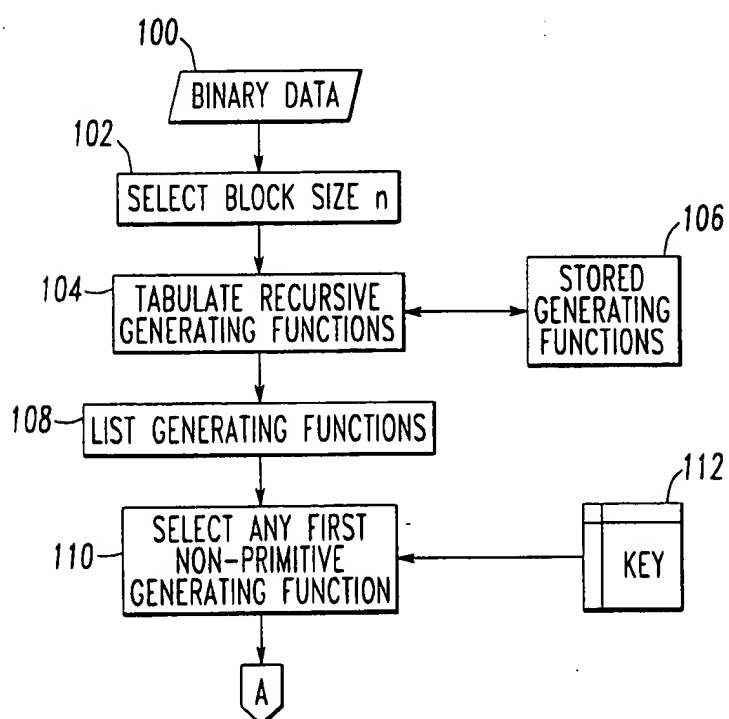 100
BINARY DATA
102
SELECT BLOCK SIZE n
104
TABULATE RECURSIVE
GENERATING FUNCTIONS
106
STORED
GENERATING
FUNCTIONS
108
LIST GENERATING FUNCTIONS
110
SELECT ANY FIRST
NON-PRIMITIVE
GENERATING FUNCTION
112
KEY
A